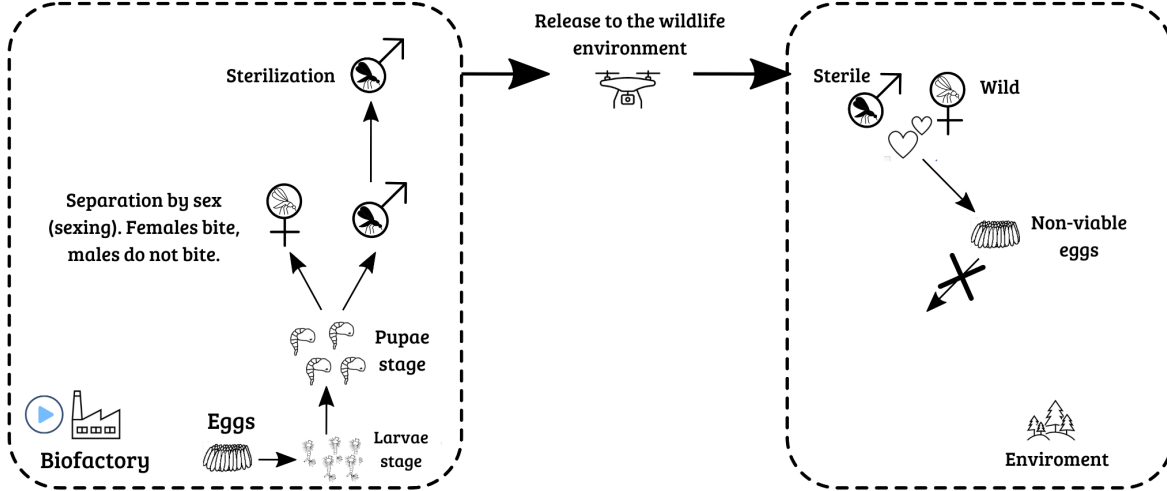 Sterilization
Separation by sex
(sexing). Females bite,
males do not bite.
Pupae
stage
Eggs
Larvae
stage
Biofactory
Release to the wildlife
environment
Sterile
Wild
Non-viable
eggs
Enviroment